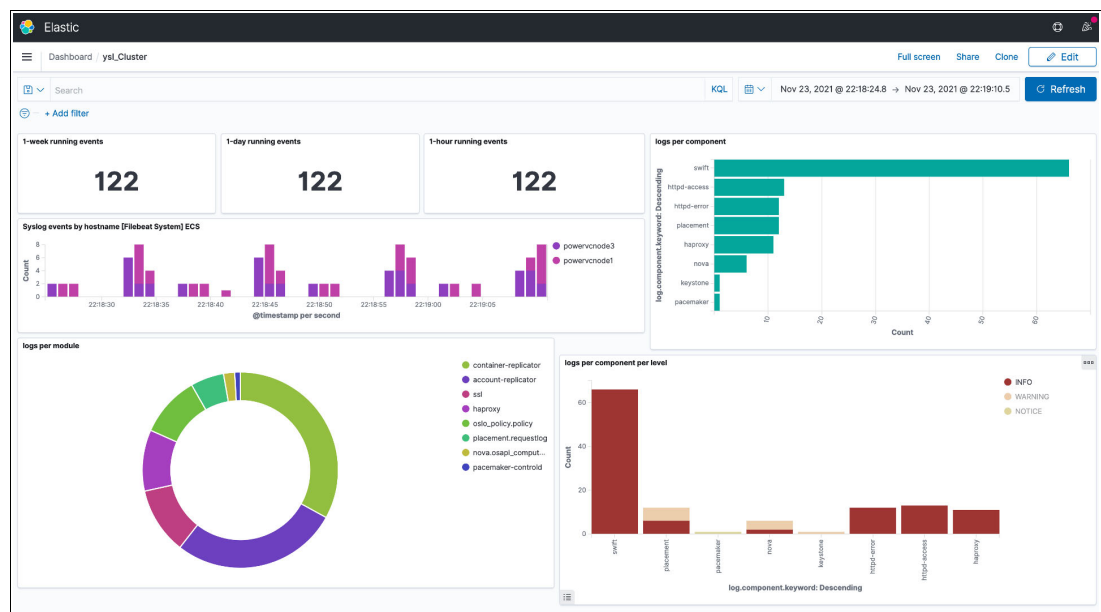 Elastic
Dashboard / ysl_Cluster
Full screen Share Clone Edit
Search
KQL
Nov 23, 2021 @ 22:18:24.8 → Nov 23, 2021 @ 22:19:10.5
Refresh
+ Add filter
1-week running events
122
1-day running events
122
1-hour running events
122
logs per component
log.component.keyword: Descending
swift
httpd-access
httpd-error
placement
haproxy
nova
keystone
pacemaker
10 20 30 40 50 60
Count
Syslog events by hostname [Filebeat System] ECS
Count
8
6
4
2
0
22:18:30 22:18:35 22:18:40 22:18:45 22:18:50 22:18:55 22:19:00 22:19:05
@timestamp per second
powervcnode3
powervcnode1
logs per module
container-replicator
account-replicator
ssl
haproxy
oslo_policy.policy
placement.requestlog
nova.osapi_comput...
pacemaker-controld
logs per component per level
Count
60
40
20
0
swift placement pacemaker nova keystone httpd-error httpd-access haproxy
log.component.keyword: Descending
INFO
WARNING
NOTICE